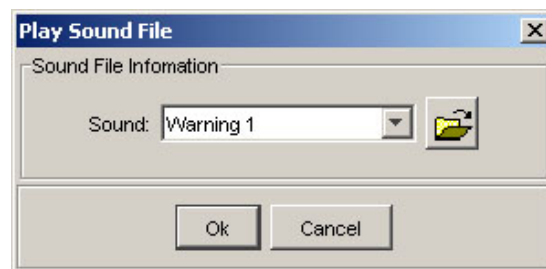 Play Sound File
Sound File Infomation
Sound: Warning 1
Ok Cancel